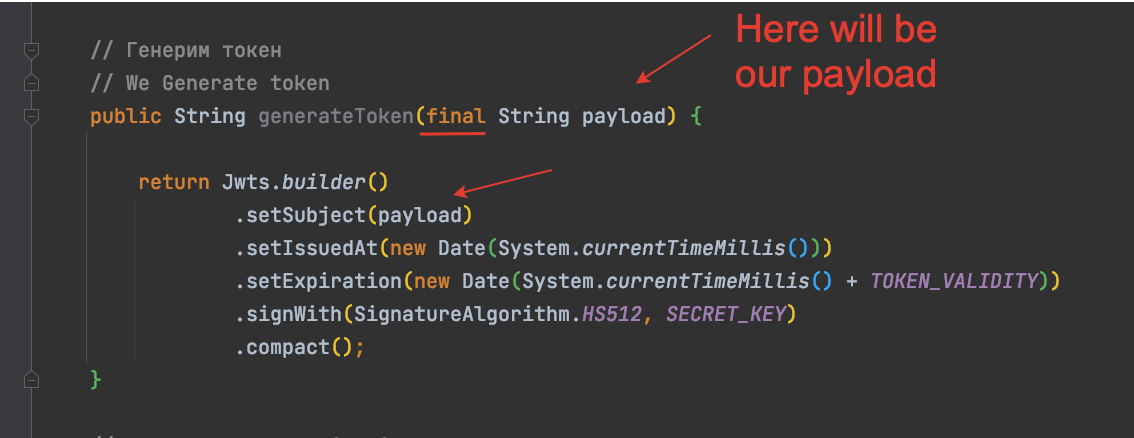 Here will be
our payload
// Генерим токен
// We Generate token
public String generateToken(final String payload) {
return Jwts.builder()
.setSubject(payload)
.setIssuedAt(new Date(System.currentTimeMillis()))
.setExpiration(new Date(System.currentTimeMillis() + TOKEN_VALIDITY))
.signWith(SignatureAlgorithm.HS512, SECRET_KEY)
.compact();
}